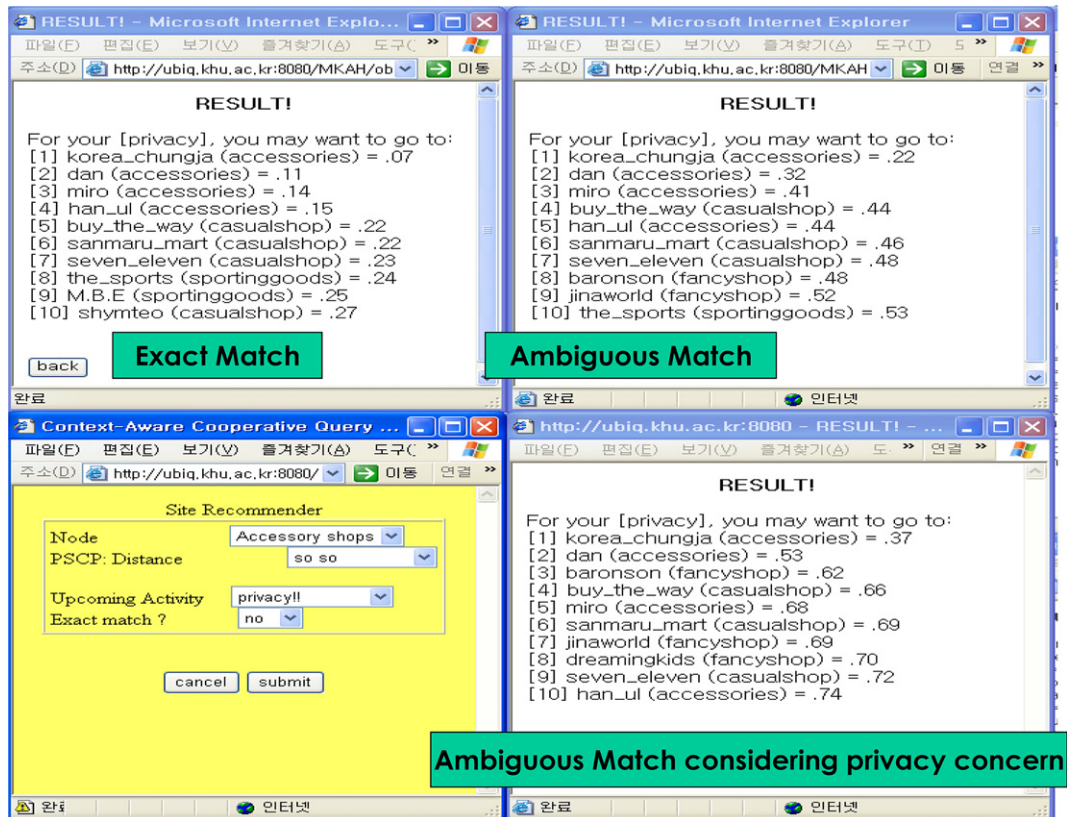 RESULT! - Microsoft Internet Explo...
파일(F) 편집(E) 보기(V) 즐겨찾기(A) 도구( »
주소(D) http://ubiq.khu.ac.kr:8080/MKAH/ob 이동
RESULT!
For your [privacy], you may want to go to:
[1] korea_chungja (accessories) = .07
[2] dan (accessories) = .11
[3] miro (accessories) = .14
[4] han_ul (accessories) = .15
[5] buy_the_way (casualshop) = .22
[6] sanmaru_mart (casualshop) = .22
[7] seven_eleven (casualshop) = .23
[8] the_sports (sportinggoods) = .24
[9] M.B.E (sportinggoods) = .25
[10] shymteo (casualshop) = .27
back
Exact Match
완료
RESULT! - Microsoft Internet Explorer
파일(F) 편집(E) 보기(V) 즐겨찾기(A) 도구(T) »
주소(D) http://ubiq.khu.ac.kr:8080/MKAH 이동 연결 »
RESULT!
For your [privacy], you may want to go to:
[1] korea_chungja (accessories) = .22
[2] dan (accessories) = .32
[3] miro (accessories) = .41
[4] buy_the_way (casualshop) = .44
[5] han_ul (accessories) = .44
[6] sanmaru_mart (casualshop) = .46
[7] seven_eleven (casualshop) = .48
[8] baronson (fancyshop) = .48
[9] jinaworld (fancyshop) = .52
[10] the_sports (sportinggoods) = .53
Ambiguous Match
완료 인터넷
Context-Aware Cooperative Query ...
파일(F) 편집(E) 보기(V) 즐겨찾기(A) 도구( »
주소(D) http://ubiq.khu.ac.kr:8080/ 이동 연결 »
Site Recommender
Node Accessory shops
PSCP: Distance so so
Upcoming Activity privacy!!
Exact match ? no
cancel submit
인터넷
http://ubiq.khu.ac.kr:8080 - RESULT! - ...
파일(F) 편집(E) 보기(V) 즐겨찾기(A) 도. » 연결 »
RESULT!
For your [privacy], you may want to go to:
[1] korea_chungja (accessories) = .37
[2] dan (accessories) = .53
[3] baronson (fancyshop) = .62
[4] buy_the_way (casualshop) = .66
[5] miro (accessories) = .68
[6] sanmaru_mart (casualshop) = .69
[7] jinaworld (fancyshop) = .69
[8] dreamingkids (fancyshop) = .70
[9] seven_eleven (casualshop) = .72
[10] han_ul (accessories) = .74
Ambiguous Match considering privacy concern
완료 인터넷